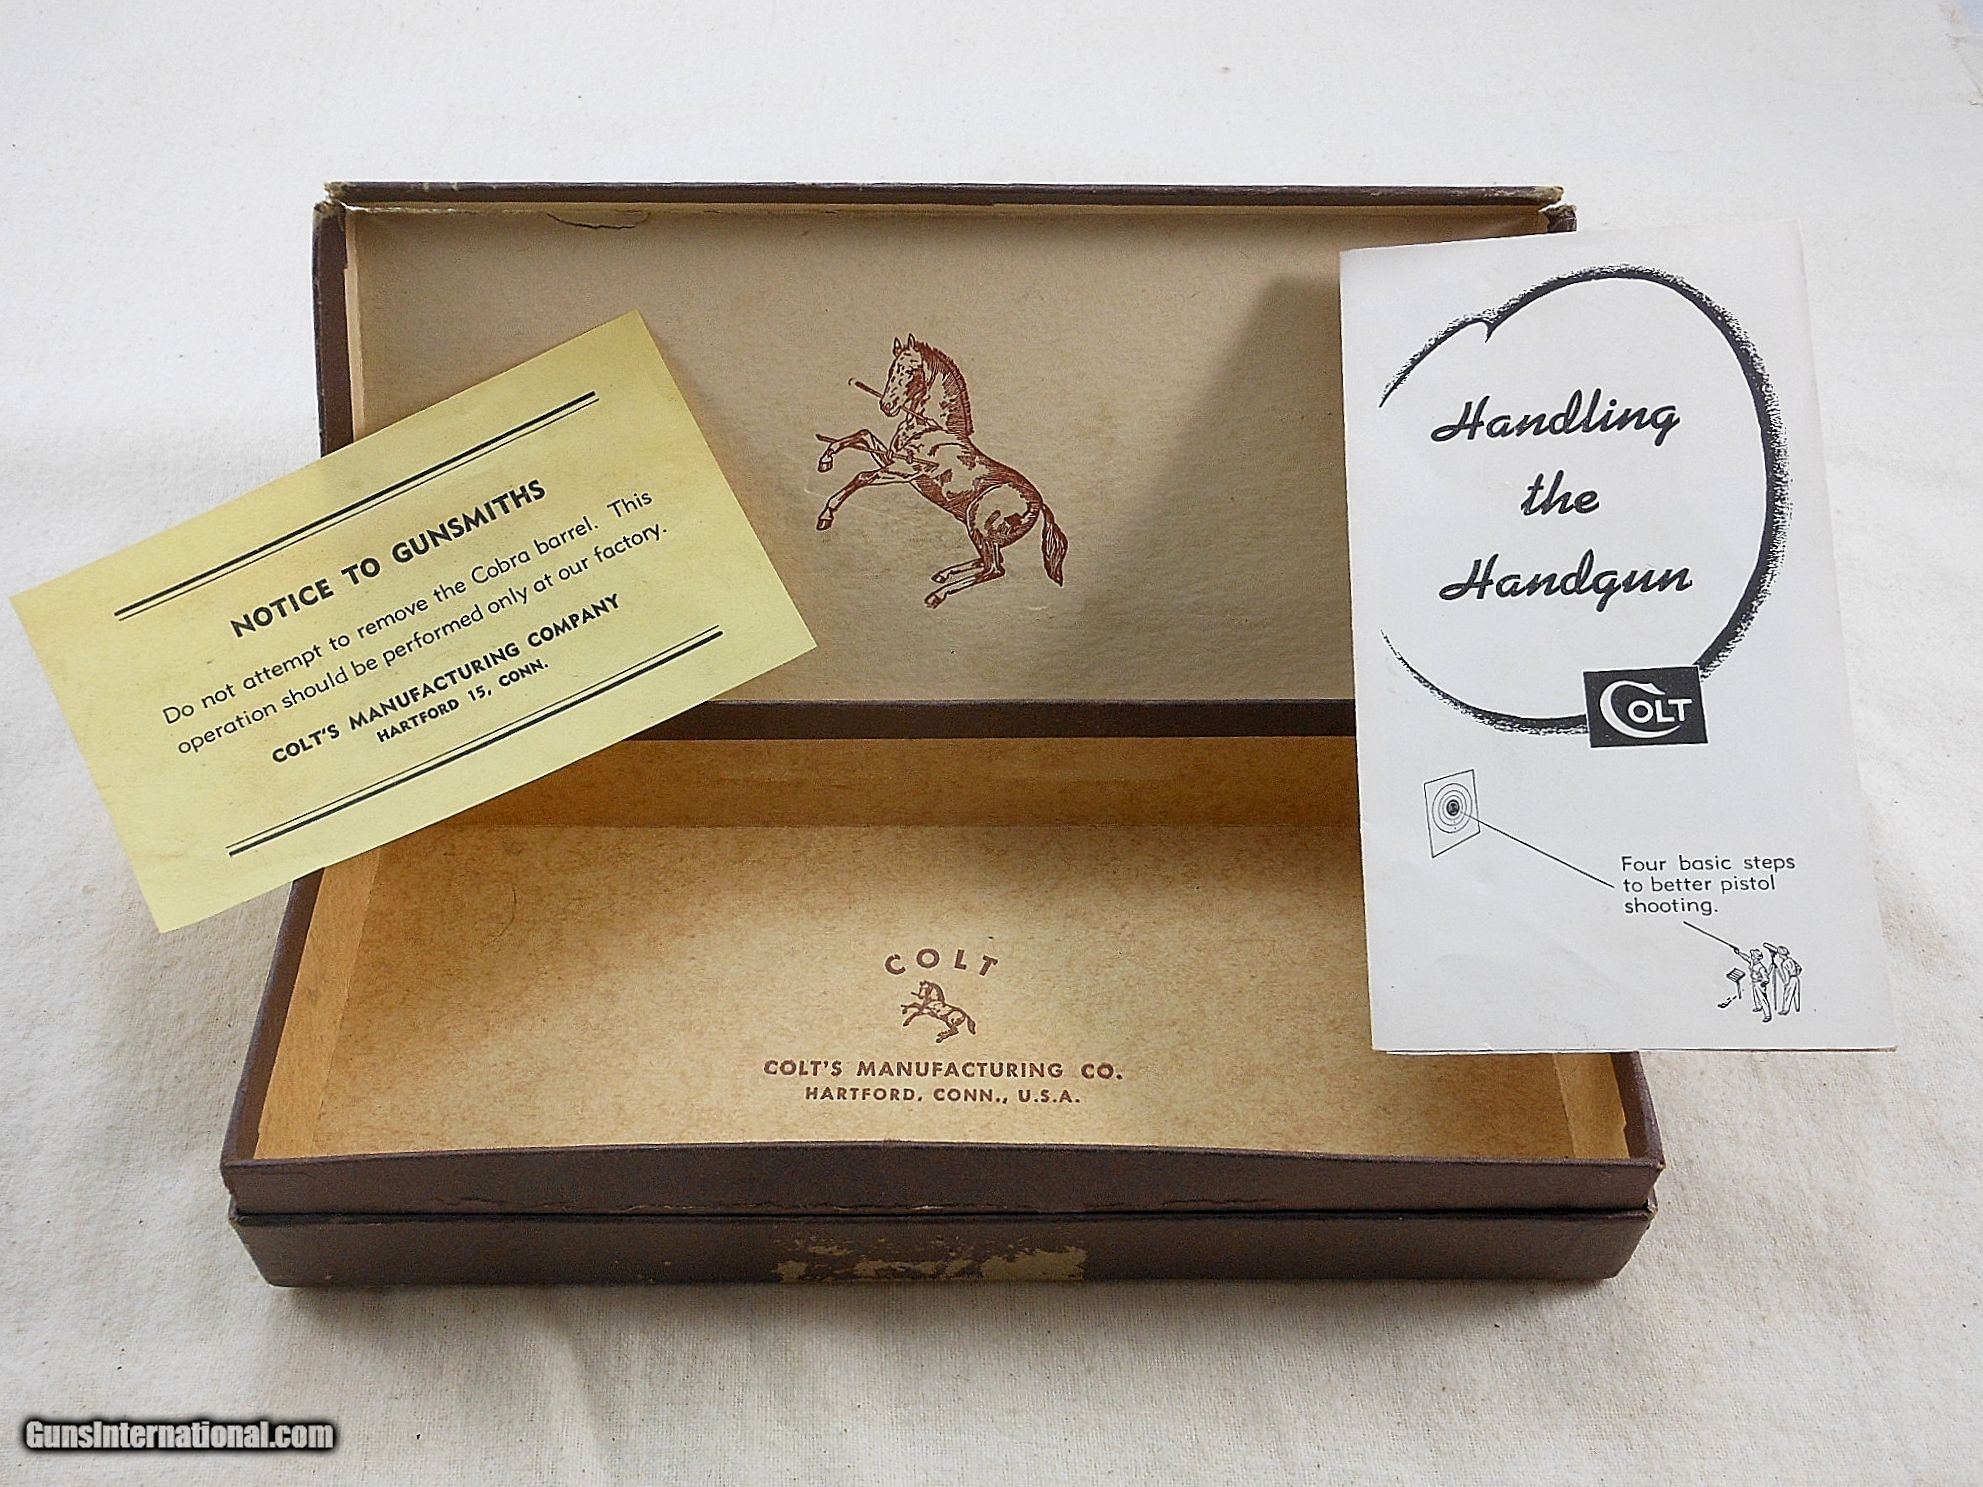 NOTICE TO GUNSMITHS
Do not attempt to remove the Cobra barrel. This
operation should be performed only at our factory.
COLT'S MANUFACTURING COMPANY
HARTFORD 15, CONN.
Handling
the
Handgun
COLT
Four basic steps
to better pistol
shooting.
COLT
COLT'S MANUFACTURING CO.
HARTFORD, CONN., U.S.A.
GunsInternational.com